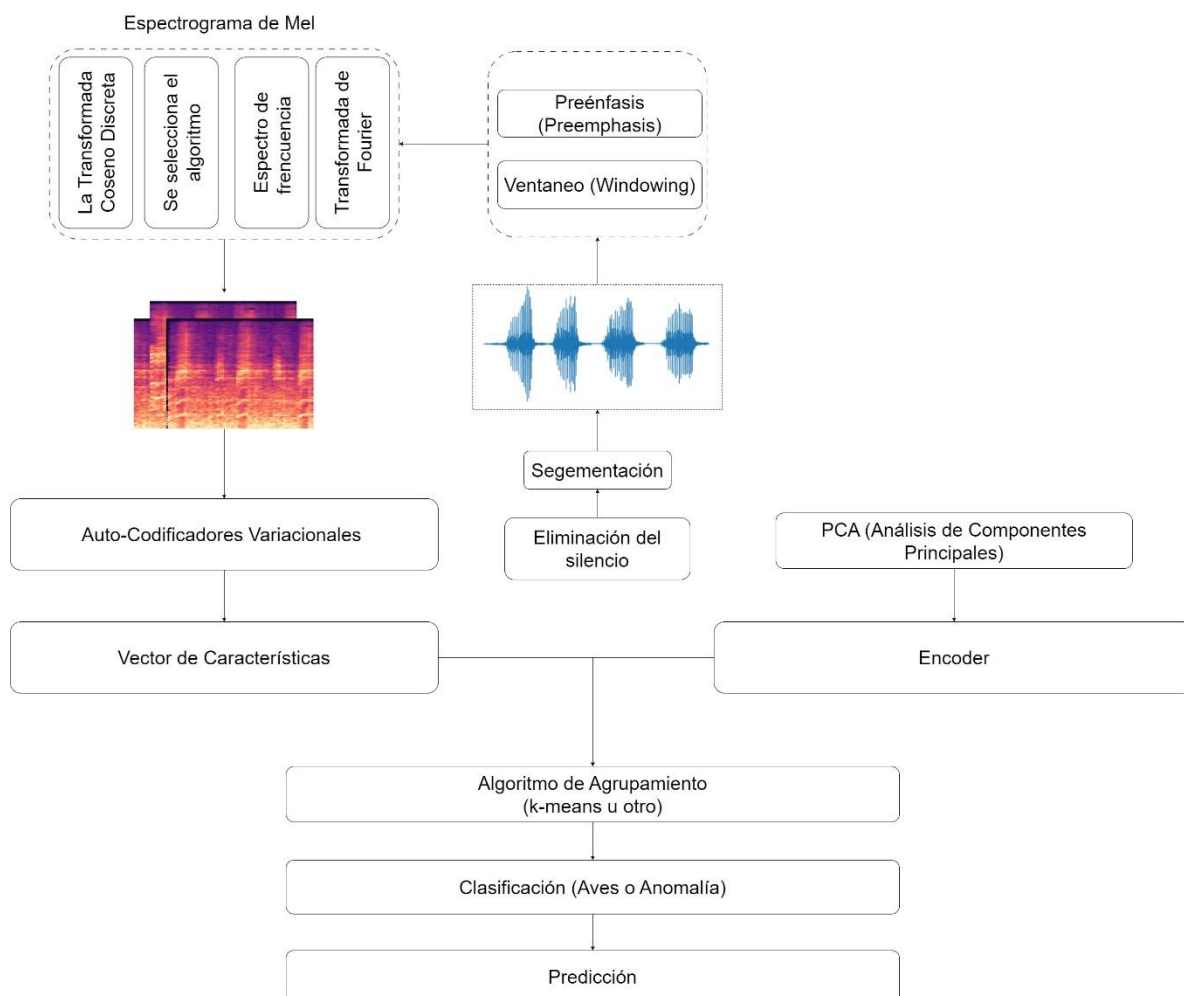 Espectrograma de Mel
La Transformada
Coseno Discreta
Se selecciona el
algoritmo
Espectro de
frencuencia
Transformada de
Fourier
Preénfasis
(Preemphasis)
Ventaneo (Windowing)
Segementación
Eliminación del
silencio
Auto-Codificadores Variacionales
PCA (Análisis de Componentes
Principales)
Vector de Características
Encoder
Algoritmo de Agrupamiento
(k-means u otro)
Clasificación (Aves o Anomalía)
Predicción